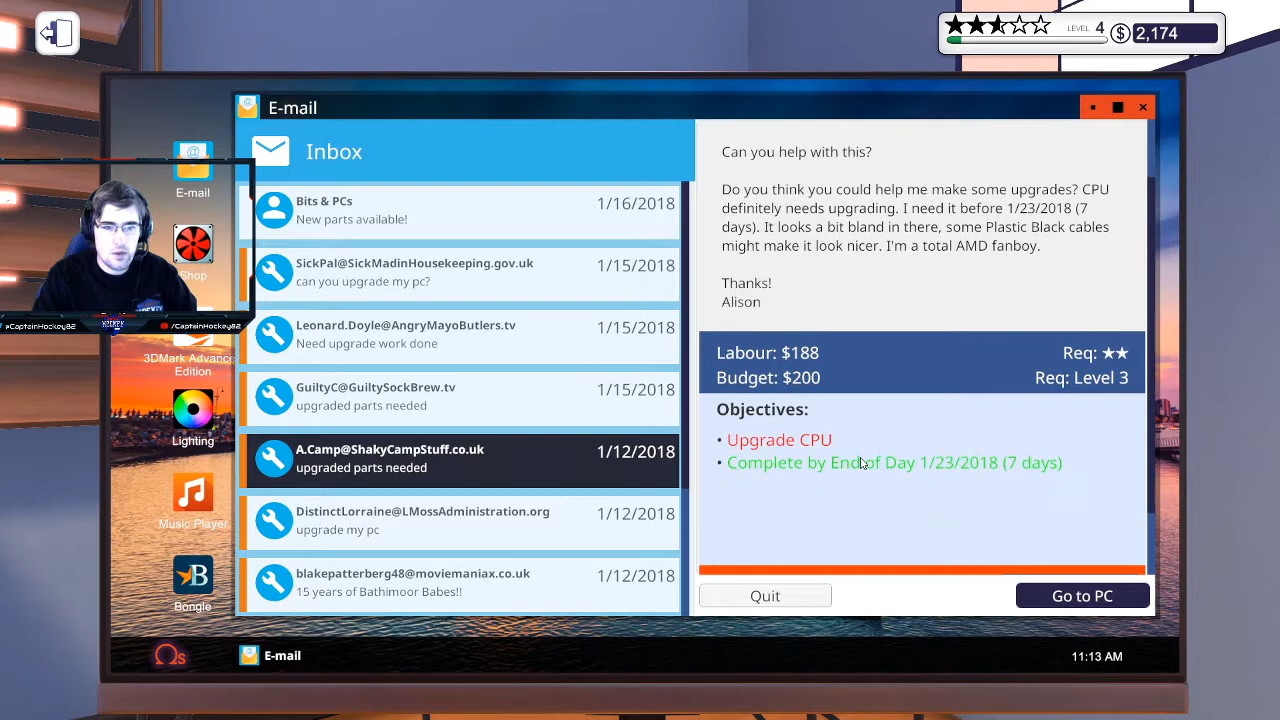 LEVEL 4 $ 2,174
E-mail
Inbox
E-mail
Shop
3DMark Advance
Edition
Lighting
Music Player
Bongle
@CaptainHockey82
HOCKEY
/CaptainHockey82
Bits & PCs 1/16/2018
New parts available!
SickPal@SickMadinHousekeeping.gov.uk 1/15/2018
can you upgrade my pc?
Leonard.Doyle@AngryMayoButlers.tv 1/15/2018
Need upgrade work done
GuiltyC@GuiltySockBrew.tv 1/15/2018
upgraded parts needed
A.Camp@ShakyCampStuff.co.uk 1/12/2018
upgraded parts needed
DistinctLorraine@LMossAdministration.org 1/12/2018
upgrade my pc
blakepatterberg48@moviemaniax.co.uk 1/12/2018
15 years of Bathimoor Babes!!
Can you help with this?
Do you think you could help me make some upgrades? CPU
definitely needs upgrading. I need it before 1/23/2018 (7
days). It looks a bit bland in there, some Plastic Black cables
might make it look nicer. I'm a total AMD fanboy.
Thanks!
Alison
Labour: $188 Req: ★★
Budget: $200 Req: Level 3
Objectives:
• Upgrade CPU
• Complete by End of Day 1/23/2018 (7 days)
Quit Go to PC
Ωs E-mail 11:13 AM